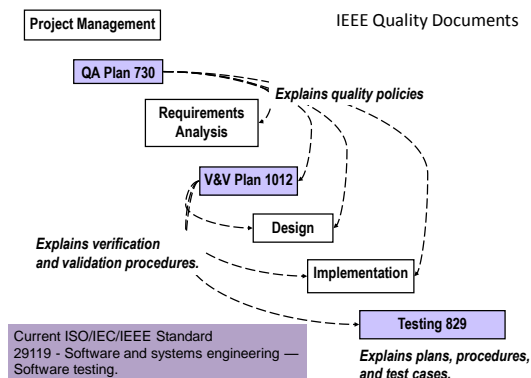 IEEE Quality Documents
Project Management
QA Plan 730
Explains quality policies
Requirements
Analysis
V&V Plan 1012
Design
Explains verification
and validation procedures.
Implementation
Testing 829
Current ISO/IEC/IEEE Standard
29119 - Software and systems engineering —
Software testing.
Explains plans, procedures,
and test cases.